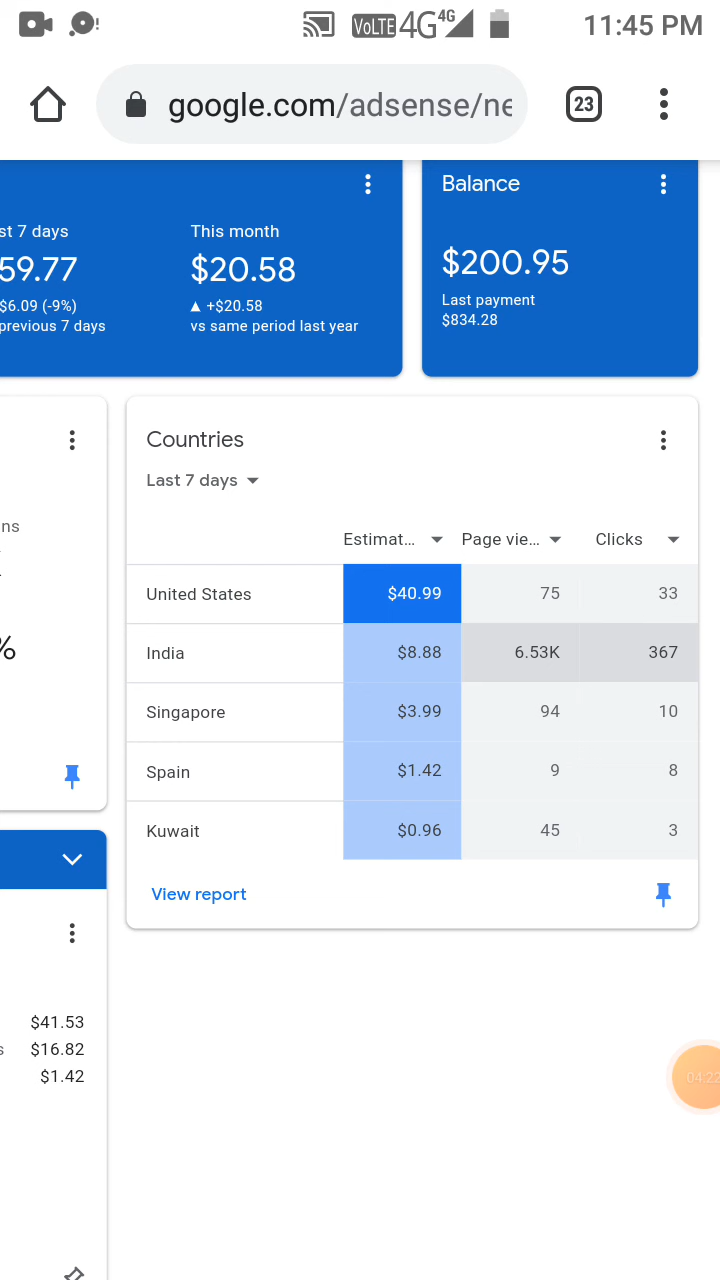 VoLTE 4G 4G 11:45 PM
google.com/adsense/ne
23
st 7 days
59.77
$6.09 (-9%)
previous 7 days
This month
$20.58
▲ +$20.58
vs same period last year
Balance
$200.95
Last payment
$834.28
ns
%
Countries
Last 7 days
Estimat... Page vie... Clicks
United States $40.99 75 33
India $8.88 6.53K 367
Singapore $3.99 94 10
Spain $1.42 9 8
Kuwait $0.96 45 3
View report
$41.53
s $16.82
$1.42